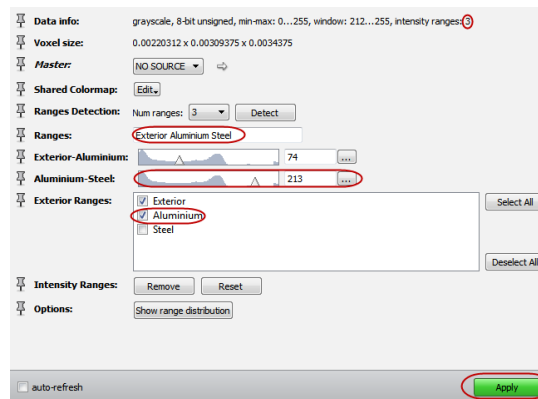 Data info: grayscale, 8-bit unsigned, min-max: 0...255, window: 212...255, intensity ranges: 3
Voxel size: 0.00220312 x 0.00309375 x 0.0034375
Master: NO SOURCE
Shared Colormap: Edit
Ranges Detection: Num ranges: 3 Detect
Ranges: Exterior Aluminium Steel
Exterior-Aluminium: 74 ...
Aluminium-Steel: 213 ...
Exterior Ranges: Exterior Select All
Aluminium
Steel
Deselect All
Intensity Ranges: Remove Reset
Options: Show range distribution
auto-refresh Apply